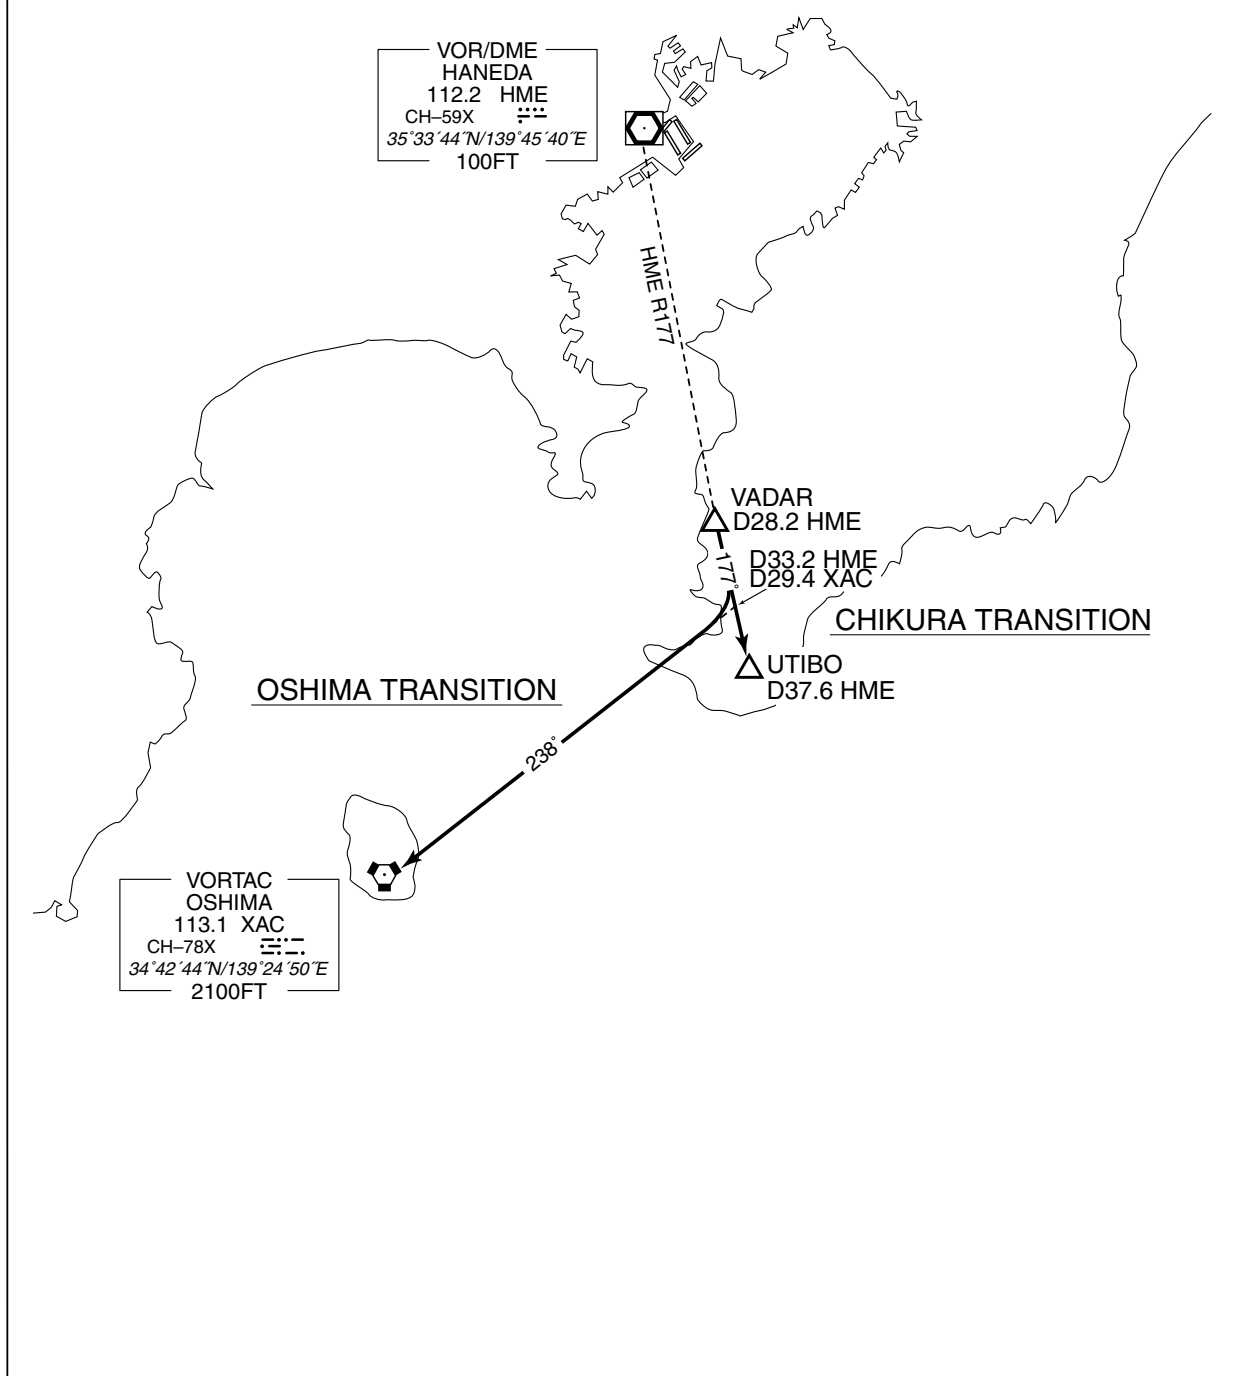 VOR/DME
HANEDA
112.2 HME
CH–59X
35°33′44″N/139°45′40″E
100FT
HME R177
VADAR
D28.2 HME
177°
D33.2 HME
D29.4 XAC
CHIKURA TRANSITION
UTIBO
D37.6 HME
OSHIMA TRANSITION
238°
VORTAC
OSHIMA
113.1 XAC
CH–78X
34°42′44″N/139°24′50″E
2100FT